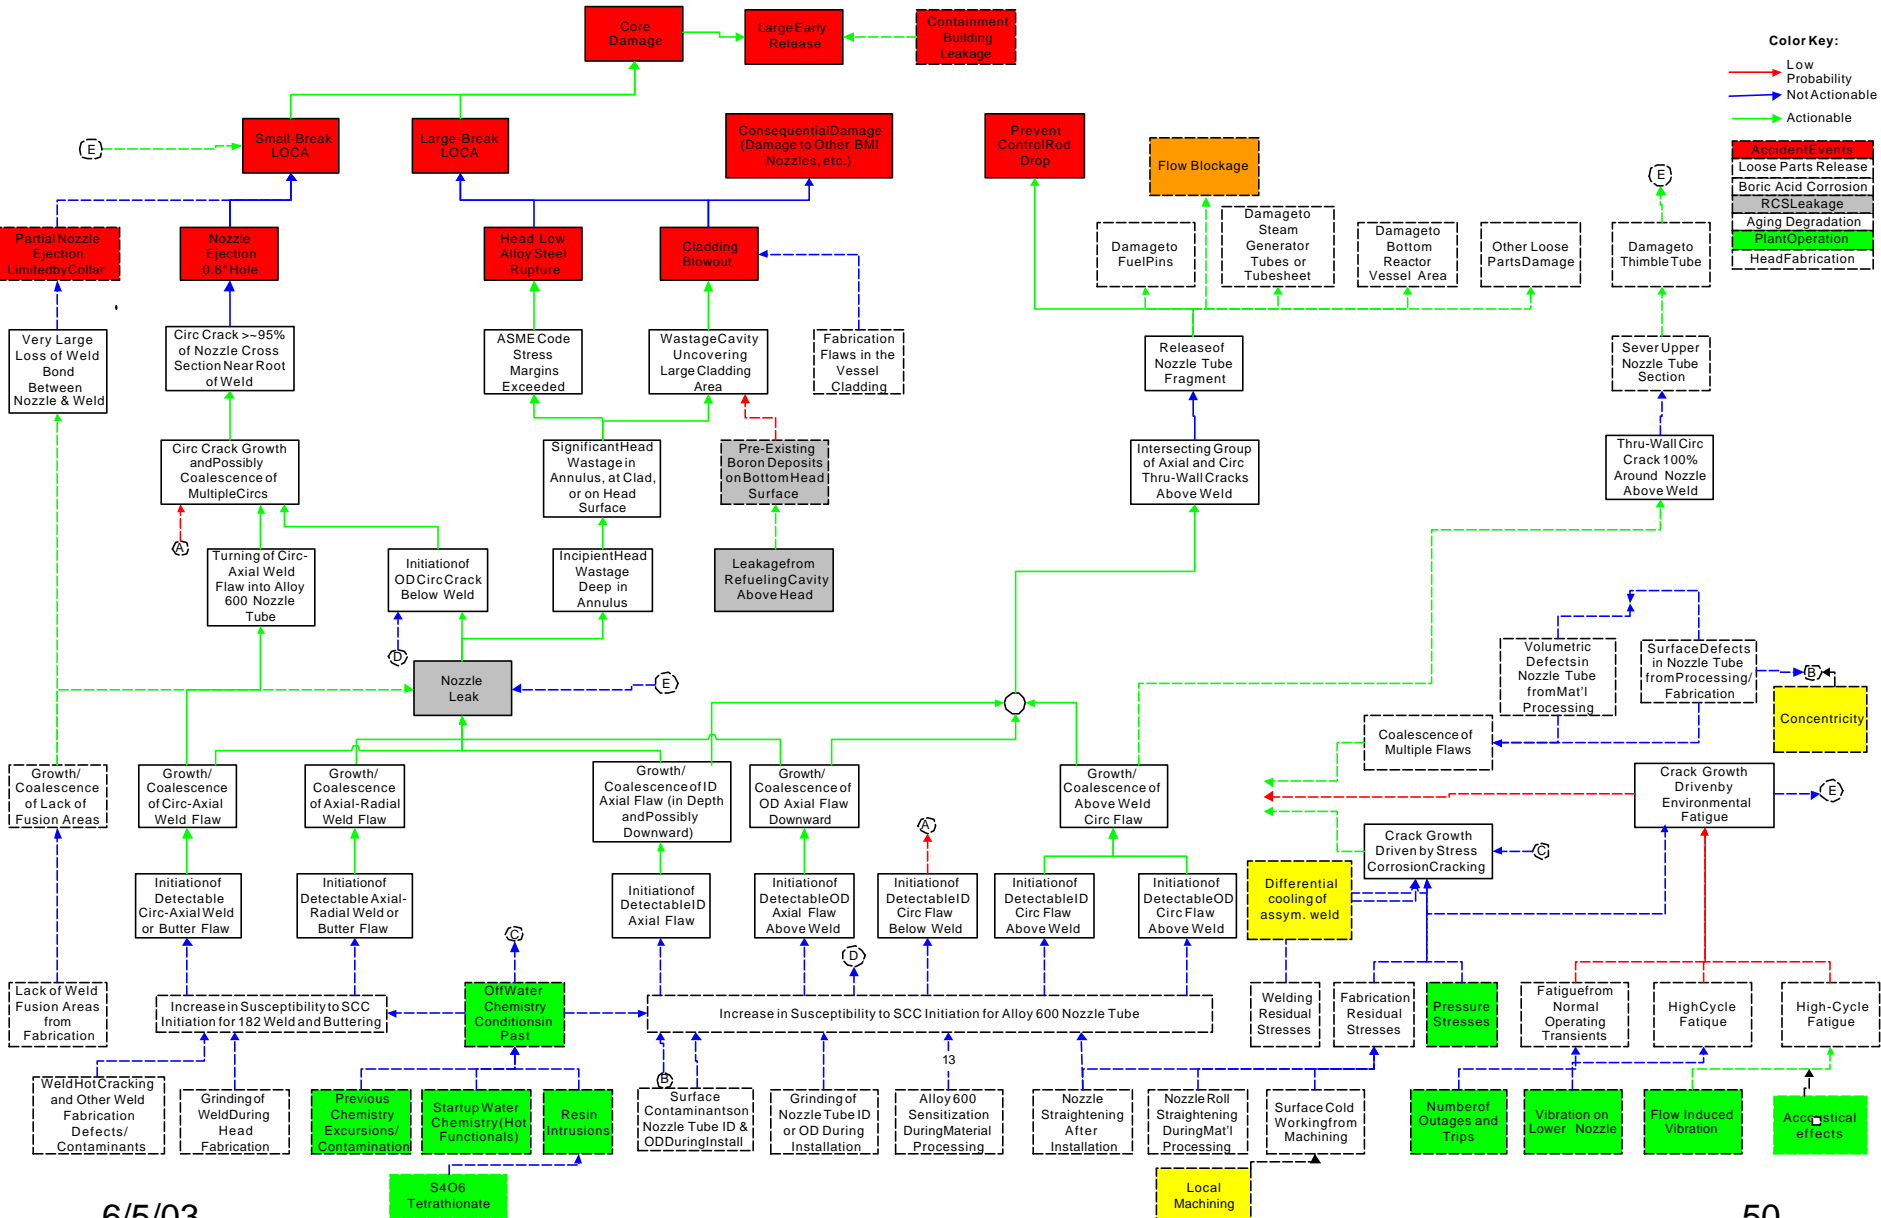 Core
Damage
Large Early
Release
Containment
Building
Leakage
Color Key:
Low
Probability
Not Actionable
Actionable
Accident Events
Loose Parts Release
Boric Acid Corrosion
RCS Leakage
Aging Degradation
Plant Operation
Head Fabrication
E
Small-Break
LOCA
Large-Break
LOCA
Consequential Damage
(Damage to Other BMI
Nozzles, etc.)
Prevent
Control Rod
Drop
Flow Blockage
E
Partial Nozzle
Ejection
Limited by Collar
Nozzle
Ejection
0.6" Hole
Head Low
Alloy Steel
Rupture
Cladding
Blowout
Damage to
Fuel Pins
Damage to
Steam
Generator
Tubes or
Tubesheet
Damage to
Bottom
Reactor
Vessel Area
Other Loose
Parts Damage
Damage to
Thimble Tube
Very Large
Loss of Weld
Bond
Between
Nozzle & Weld
Circ Crack >~95%
of Nozzle Cross
Section Near Root
of Weld
ASME Code
Stress
Margins
Exceeded
Wastage Cavity
Uncovering
Large Cladding
Area
Fabrication
Flaws in the
Vessel
Cladding
Release of
Nozzle Tube
Fragment
Sever Upper
Nozzle Tube
Section
Circ Crack Growth
and Possibly
Coalescence of
Multiple Circs
Significant Head
Wastage in
Annulus, at Clad,
or on Head
Surface
Pre-Existing
Boron Deposits
on Bottom Head
Surface
Intersecting Group
of Axial and Circ
Thru-Wall Cracks
Above Weld
Thru-Wall Circ
Crack 100%
Around Nozzle
Above Weld
A
Turning of Circ-
Axial Weld
Flaw into Alloy
600 Nozzle
Tube
Initiation of
OD Circ Crack
Below Weld
Incipient Head
Wastage
Deep in
Annulus
Leakage from
Refueling Cavity
Above Head
D
Nozzle
Leak
E
Volumetric
Defects in
Nozzle Tube
from Mat'l
Processing
Surface Defects
in Nozzle Tube
from Processing/
Fabrication
B
Concentricity
Coalescence of
Multiple Flaws
Growth/
Coalescence
of Lack of
Fusion Areas
Growth/
Coalescence
of Circ-Axial
Weld Flaw
Growth/
Coalescence
of Axial-Radial
Weld Flaw
Growth/
Coalescence of ID
Axial Flaw (in Depth
and Possibly
Downward)
Growth/
Coalescence of
OD Axial Flaw
Downward
Growth/
Coalescence of
Above Weld
Circ Flaw
Crack Growth
Driven by
Environmental
Fatigue
E
A
Crack Growth
Driven by Stress
Corrosion Cracking
C
Initiation of
Detectable
Circ-Axial Weld
or Butter Flaw
Initiation of
Detectable Axial-
Radial Weld or
Butter Flaw
Initiation of
Detectable ID
Axial Flaw
Initiation of
Detectable OD
Axial Flaw
Above Weld
Initiation of
Detectable ID
Circ Flaw
Below Weld
Initiation of
Detectable ID
Circ Flaw
Above Weld
Initiation of
Detectable OD
Circ Flaw
Above Weld
Differential
cooling of
assym. weld
C
D
Lack of Weld
Fusion Areas
from
Fabrication
Increase in Susceptibility to SCC
Initiation for 182 Weld and Buttering
Off Water
Chemistry
Conditions in
Past
Increase in Susceptibility to SCC Initiation for Alloy 600 Nozzle Tube
Welding
Residual
Stresses
Fabrication
Residual
Stresses
Pressure
Stresses
Fatigue from
Normal
Operating
Transients
High Cycle
Fatique
High-Cycle
Fatigue
13
B
Weld Hot Cracking
and Other Weld
Fabrication
Defects/
Contaminants
Grinding of
Weld During
Head
Fabrication
Previous
Chemistry
Excursions/
Contamination
Startup Water
Chemistry (Hot
Functionals)
Resin
Intrusions
Surface
Contaminants on
Nozzle Tube ID &
OD During Install
Grinding of
Nozzle Tube ID
or OD During
Installation
Alloy 600
Sensitization
During Material
Processing
Nozzle
Straightening
After
Installation
Nozzle Roll
Straightening
During Mat'l
Processing
Surface Cold
Working from
Machining
Number of
Outages and
Trips
Vibration on
Lower Nozzle
Flow Induced
Vibration
Accoustical
effects
S4O6
Tetrathionate
Local
Machining
6/5/03
50